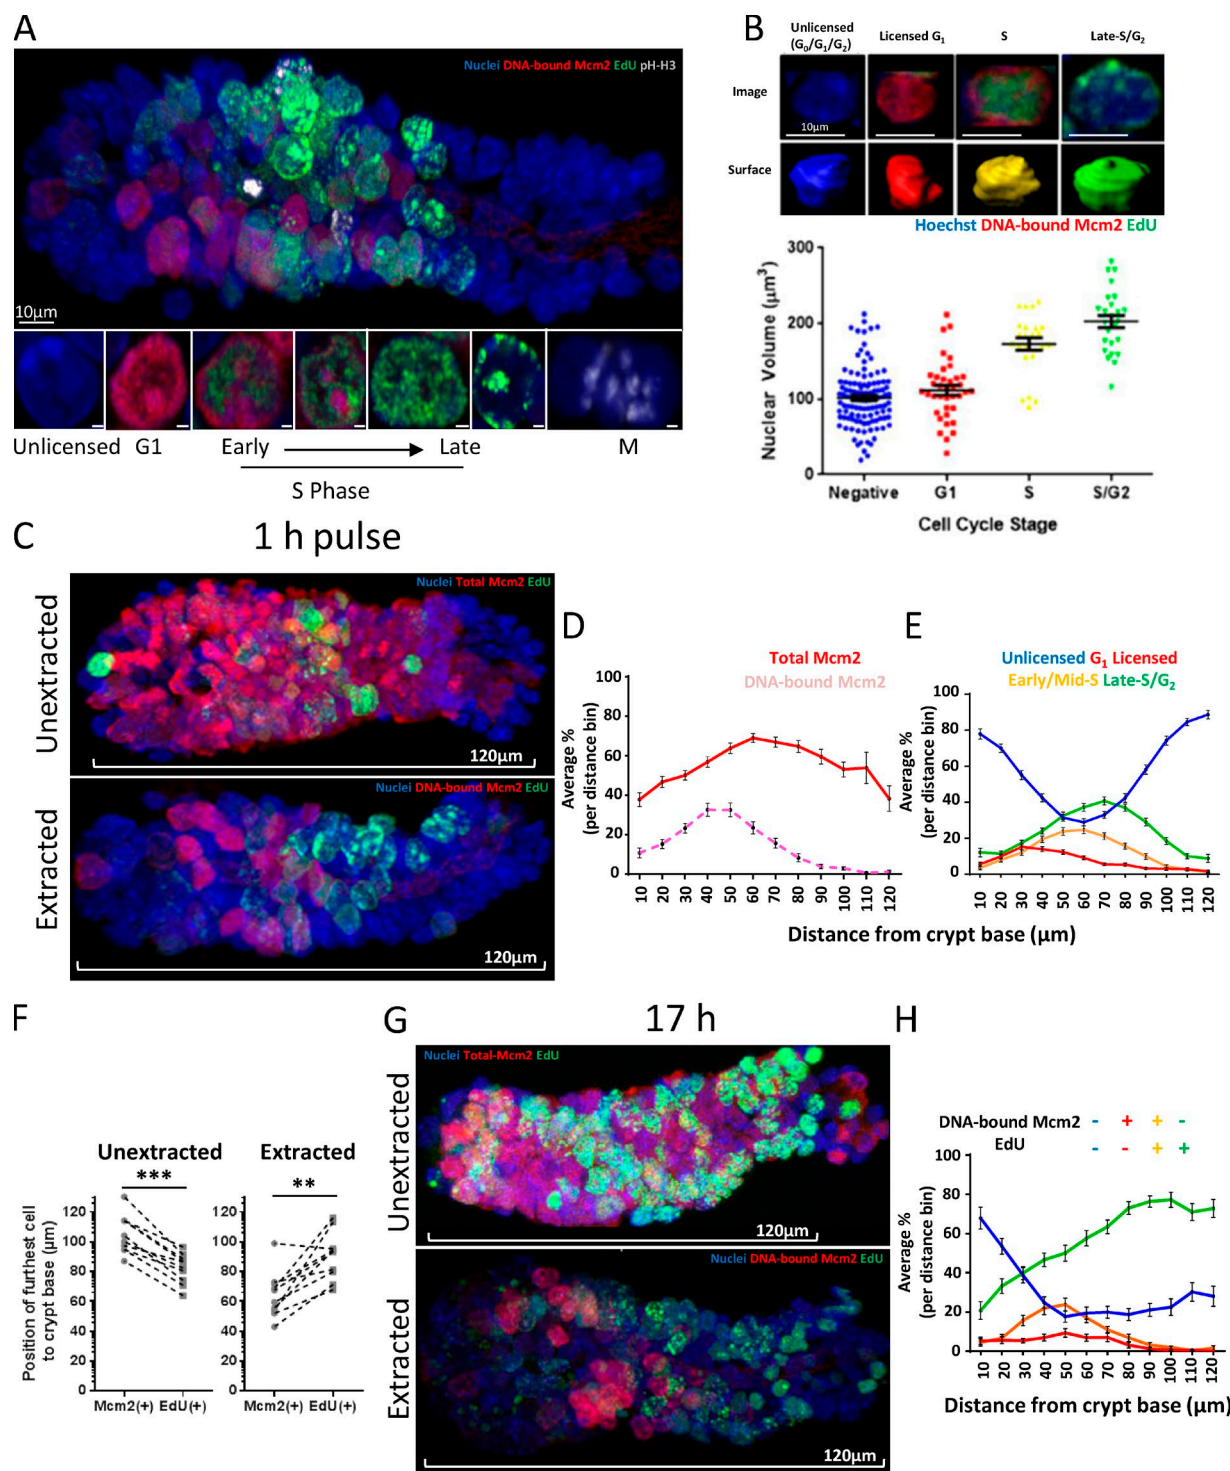 A
Nuclei DNA-bound Mcm2 EdU pH-H3
10µm
Unlicensed G1 Early Late M
S Phase
B
Unlicensed
(G0/G1/G2)
Licensed G1
S
Late-S/G2
Image
10µm
Surface
Hoechst DNA-bound Mcm2 EdU
Nuclear Volume (µm³)
300
200
100
0
Negative G1 S S/G2
Cell Cycle Stage
C
1 h pulse
Unextracted
Nuclei Total Mcm2 EdU
120µm
Extracted
Nuclei DNA-bound Mcm2 EdU
120µm
D
Total Mcm2
DNA-bound Mcm2
Average %
(per distance bin)
100
80
60
40
20
0
10 20 30 40 50 60 70 80 90 100 110 120
E
Unlicensed G1 Licensed
Early/Mid-S Late-S/G2
Average %
(per distance bin)
100
80
60
40
20
0
10 20 30 40 50 60 70 80 90 100 110 120
Distance from crypt base (µm)
F
Unextracted
***
Extracted
**
Position of furthest cell
to crypt base (µm)
120
100
80
60
40
20
0
Mcm2(+) EdU(+)
120
100
80
60
40
20
0
Mcm2(+) EdU(+)
G
17 h
Unextracted
Nuclei Total-Mcm2 EdU
120µm
Extracted
Nuclei DNA-bound Mcm2 EdU
120µm
H
DNA-bound Mcm2 - + + -
EdU - - + +
Average %
(per distance bin)
100
80
60
40
20
0
10 20 30 40 50 60 70 80 90 100 110 120
Distance from crypt base (µm)